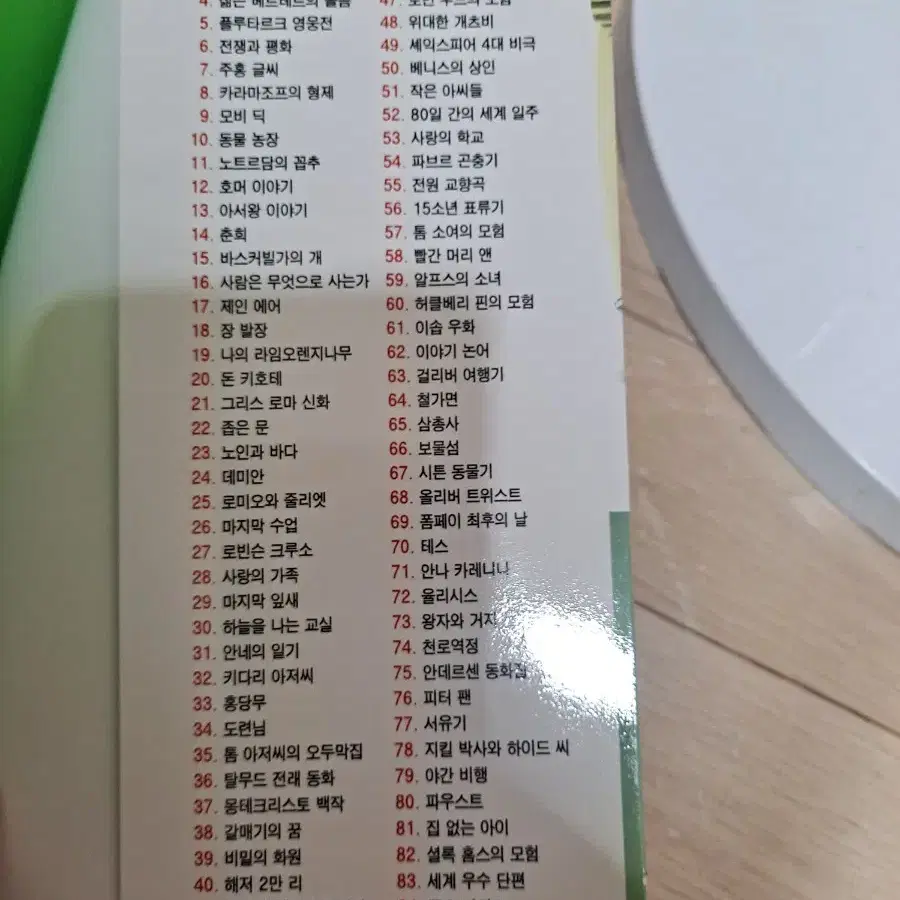 4. 젊은 베르테르의 슬픔
5. 플루타르크 영웅전
6. 전쟁과 평화
7. 주홍 글씨
8. 카라마조프의 형제
9. 모비 딕
10. 동물 농장
11. 노트르담의 꼽추
12. 호머 이야기
13. 아서왕 이야기
14. 춘희
15. 바스커빌가의 개
16. 사람은 무엇으로 사는가
17. 제인 에어
18. 장 발장
19. 나의 라임오렌지나무
20. 돈 키호테
21. 그리스 로마 신화
22. 좁은 문
23. 노인과 바다
24. 데미안
25. 로미오와 줄리엣
26. 마지막 수업
27. 로빈슨 크루소
28. 사랑의 가족
29. 마지막 잎새
30. 하늘을 나는 교실
31. 안네의 일기
32. 키다리 아저씨
33. 홍당무
34. 도련님
35. 톰 아저씨의 오두막집
36. 탈무드 전래 동화
37. 몽테크리스토 백작
38. 갈매기의 꿈
39. 비밀의 화원
40. 해저 2만 리
47. 로빈 후드의 모험
48. 위대한 개츠비
49. 셰익스피어 4대 비극
50. 베니스의 상인
51. 작은 아씨들
52. 80일 간의 세계 일주
53. 사랑의 학교
54. 파브르 곤충기
55. 전원 교향곡
56. 15소년 표류기
57. 톰 소여의 모험
58. 빨간 머리 앤
59. 알프스의 소녀
60. 허클베리 핀의 모험
61. 이솝 우화
62. 이야기 논어
63. 걸리버 여행기
64. 철가면
65. 삼총사
66. 보물섬
67. 시튼 동물기
68. 올리버 트위스트
69. 폼페이 최후의 날
70. 테스
71. 안나 카레니나
72. 율리시스
73. 왕자와 거지
74. 천로역정
75. 안데르센 동화집
76. 피터 팬
77. 서유기
78. 지킬 박사와 하이드 씨
79. 야간 비행
80. 파우스트
81. 집 없는 아이
82. 셜록 홈스의 모험
83. 세계 우수 단편